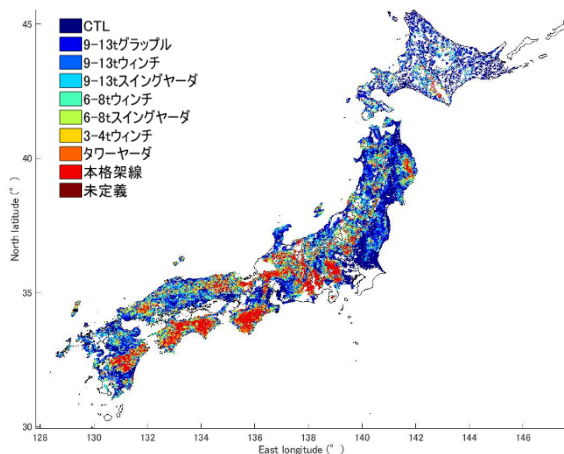 CTL
9-13tグラップル
9-13tウィンチ
9-13tスイングヤーダ
6-8tウィンチ
6-8tスイングヤーダ
3-4tウィンチ
タワーヤーダ
本格架線
未定義
45
40
35
30
North latitude (°)
128 130 132 134 136 138 140 142 144 146
East longitude (°)